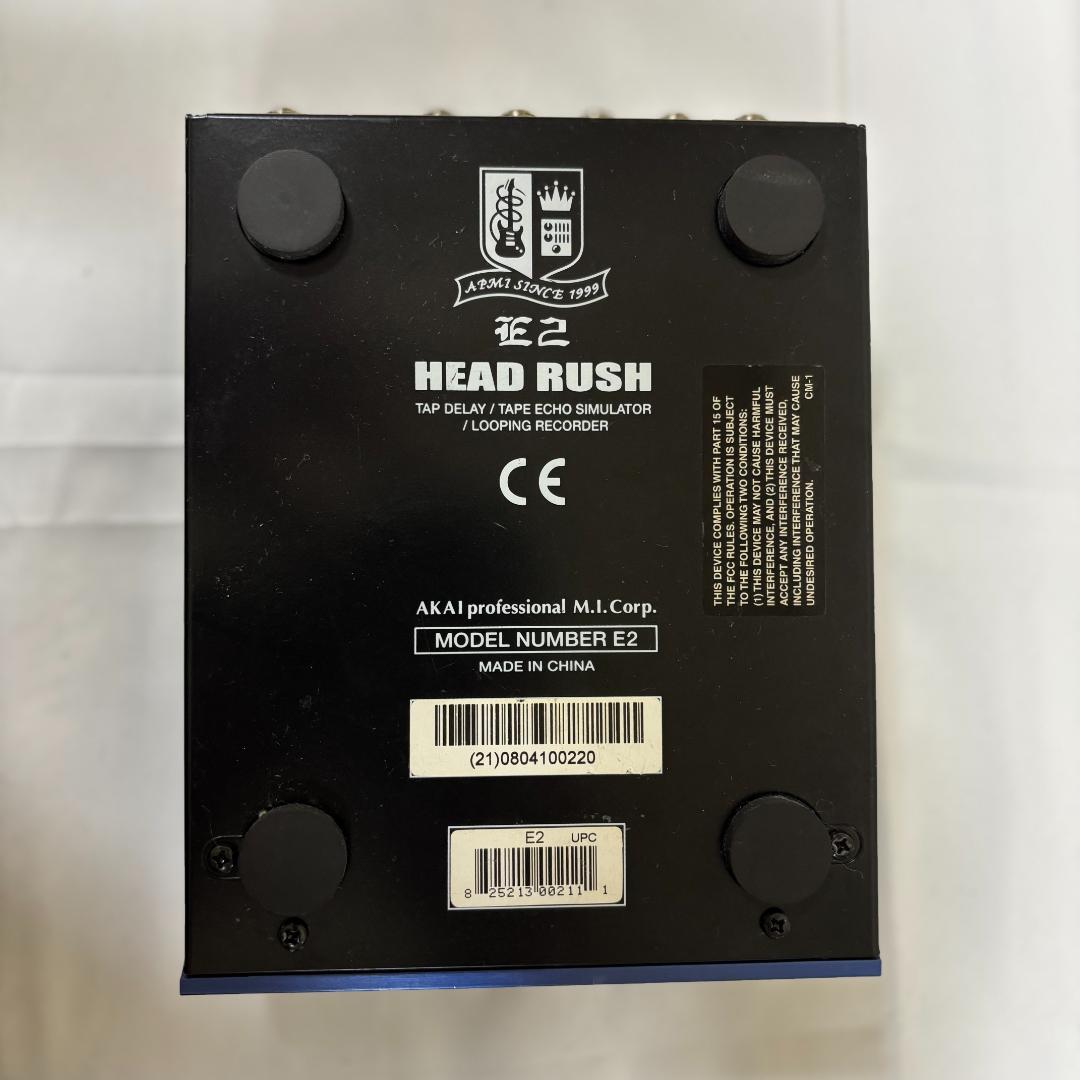 APMI SINCE 1999
E2
HEAD RUSH
TAP DELAY / TAPE ECHO SIMULATOR
/ LOOPING RECORDER
CE
AKAI professional M.I.Corp.
MODEL NUMBER E2
MADE IN CHINA
(21)0804100220
E2 UPC
8 25213 00211 1
THIS DEVICE COMPLIES WITH PART 15 OF
THE FCC RULES. OPERATION IS SUBJECT
TO THE FOLLOWING TWO CONDITIONS:
(1) THIS DEVICE MAY NOT CAUSE HARMFUL
INTERFERENCE, AND (2) THIS DEVICE MUST
ACCEPT ANY INTERFERENCE RECEIVED,
INCLUDING INTERFERENCE THAT MAY CAUSE
UNDESIRED OPERATION. CM-1